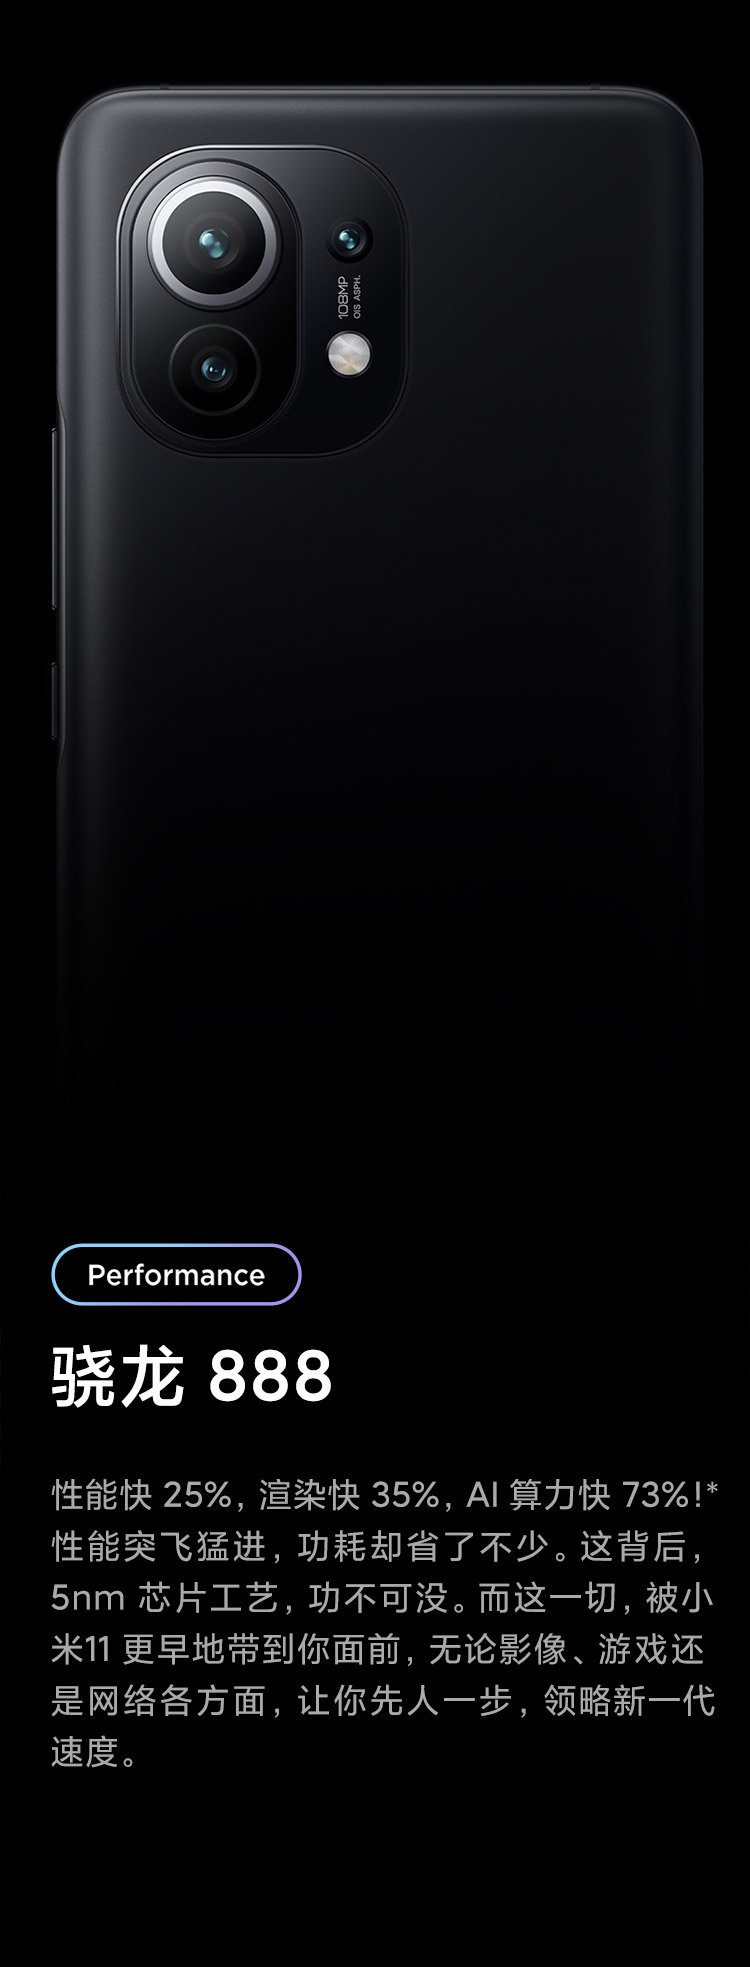 108MP
OIS ASPH.
Performance
骁龙 888
性能快 25%，渲染快 35%，AI 算力快 73%！*
性能突飞猛进，功耗却省了不少。这背后，
5nm 芯片工艺，功不可没。而这一切，被小
米11 更早地带到你面前，无论影像、游戏还
是网络各方面，让你先人一步，领略新一代
速度。